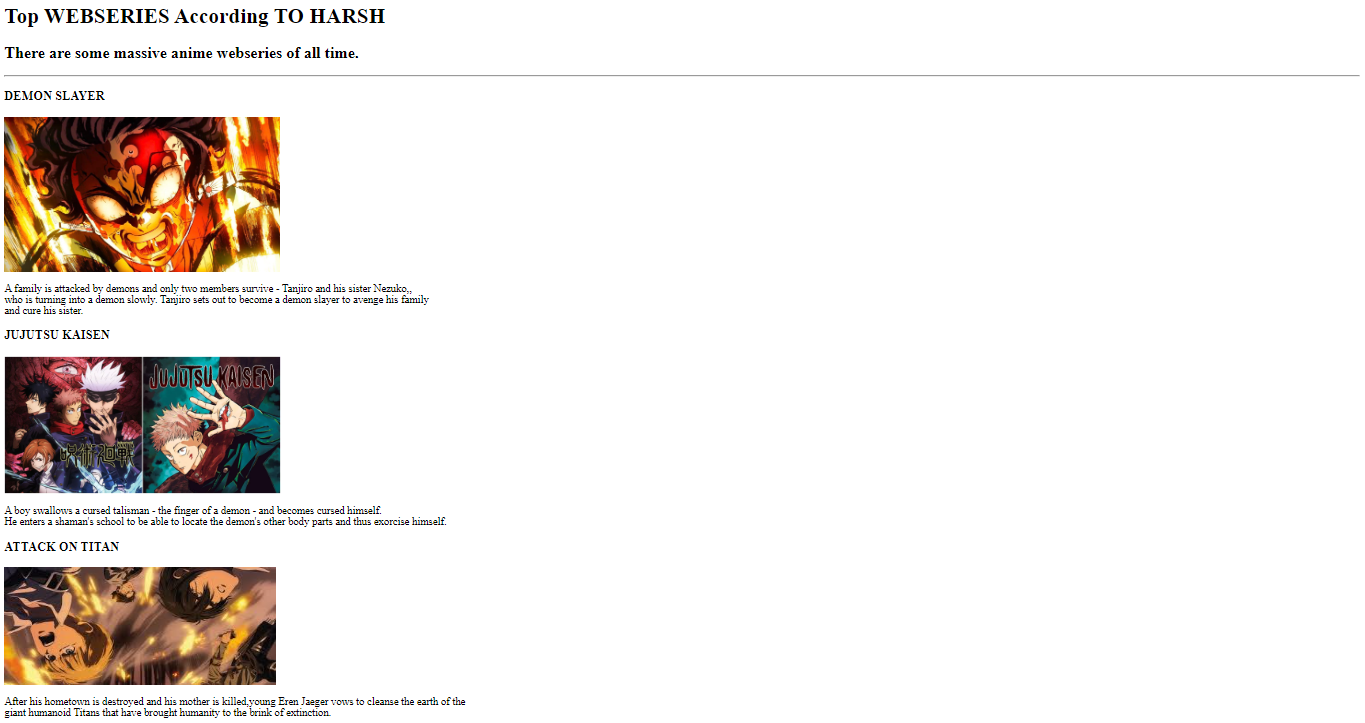 Top WEBSERIES According TO HARSH
There are some massive anime webseries of all time.
DEMON SLAYER
A family is attacked by demons and only two members survive - Tanjiro and his sister Nezuko,,
who is turning into a demon slowly. Tanjiro sets out to become a demon slayer to avenge his family
and cure his sister.
JUJUTSU KAISEN
JUJUTSU KAISEN
呪術廻戦
A boy swallows a cursed talisman - the finger of a demon - and becomes cursed himself.
He enters a shaman's school to be able to locate the demon's other body parts and thus exorcise himself.
ATTACK ON TITAN
After his hometown is destroyed and his mother is killed,young Eren Jaeger vows to cleanse the earth of the
giant humanoid Titans that have brought humanity to the brink of extinction.